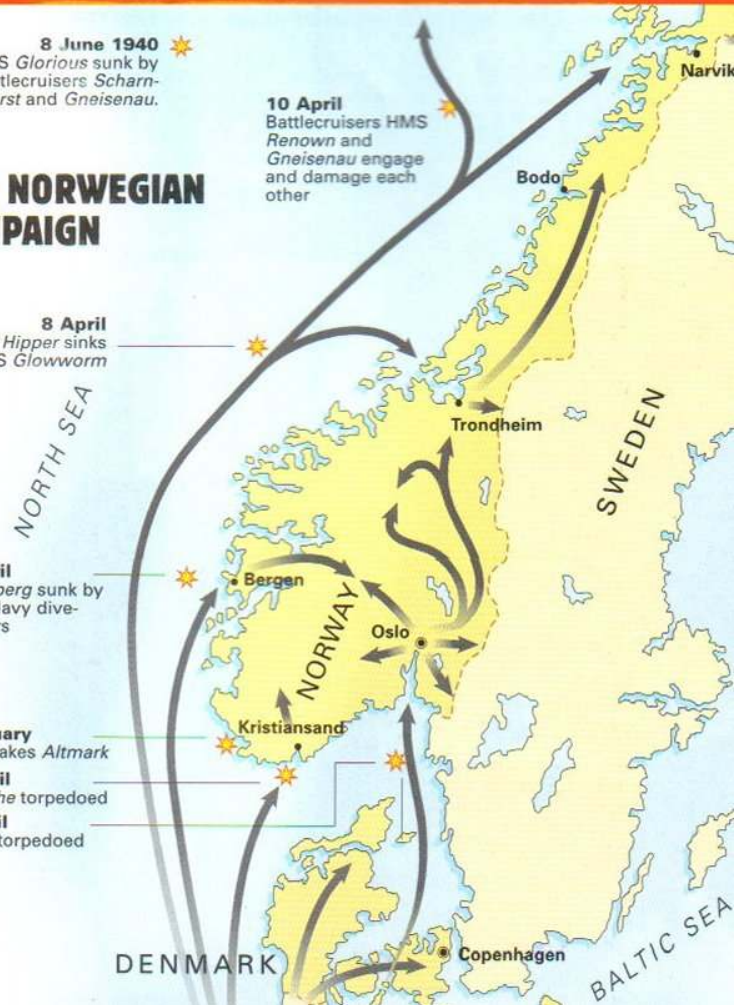 8 June 1940
S Glorious sunk by
tlecruisers Scharn-
rst and Gneisenau.
10 April
Battlecruisers HMS
Renown and
Gneisenau engage
and damage each
other
Narvik
Bodo
NORWEGIAN
PAIGN
8 April
Hipper sinks
S Glowworm
NORTH SEA
Trondheim
SWEDEN
il
berg sunk by
lavy dive-
s
Bergen
NORWAY
Oslo
Kristiansand
uary
akes Altmark
il
he torpedoed
il
torpedoed
DENMARK
Copenhagen
BALTIC SEA